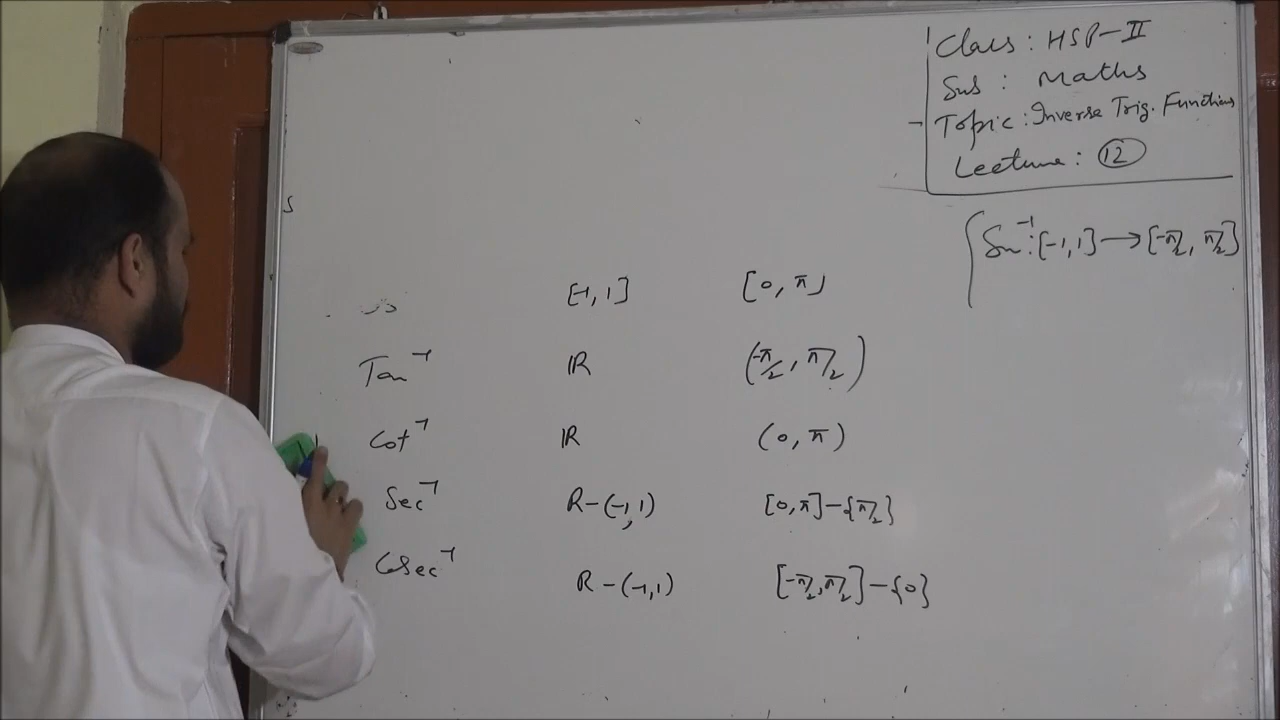 Class : HSP-II
Sub : Maths
Topic : Inverse Trig. Functions
Lecture : 12
S
Sin⁻¹ : [-1, 1] → [-π/2, π/2]
[-1, 1] [0, π]
Tan⁻¹ R (-π/2, π/2)
Cot⁻¹ R (0, π)
Sec⁻¹ R-(-1,1) [0,π]-{π/2}
Cosec⁻¹ R-(-1,1) [-π/2,π/2]-{0}